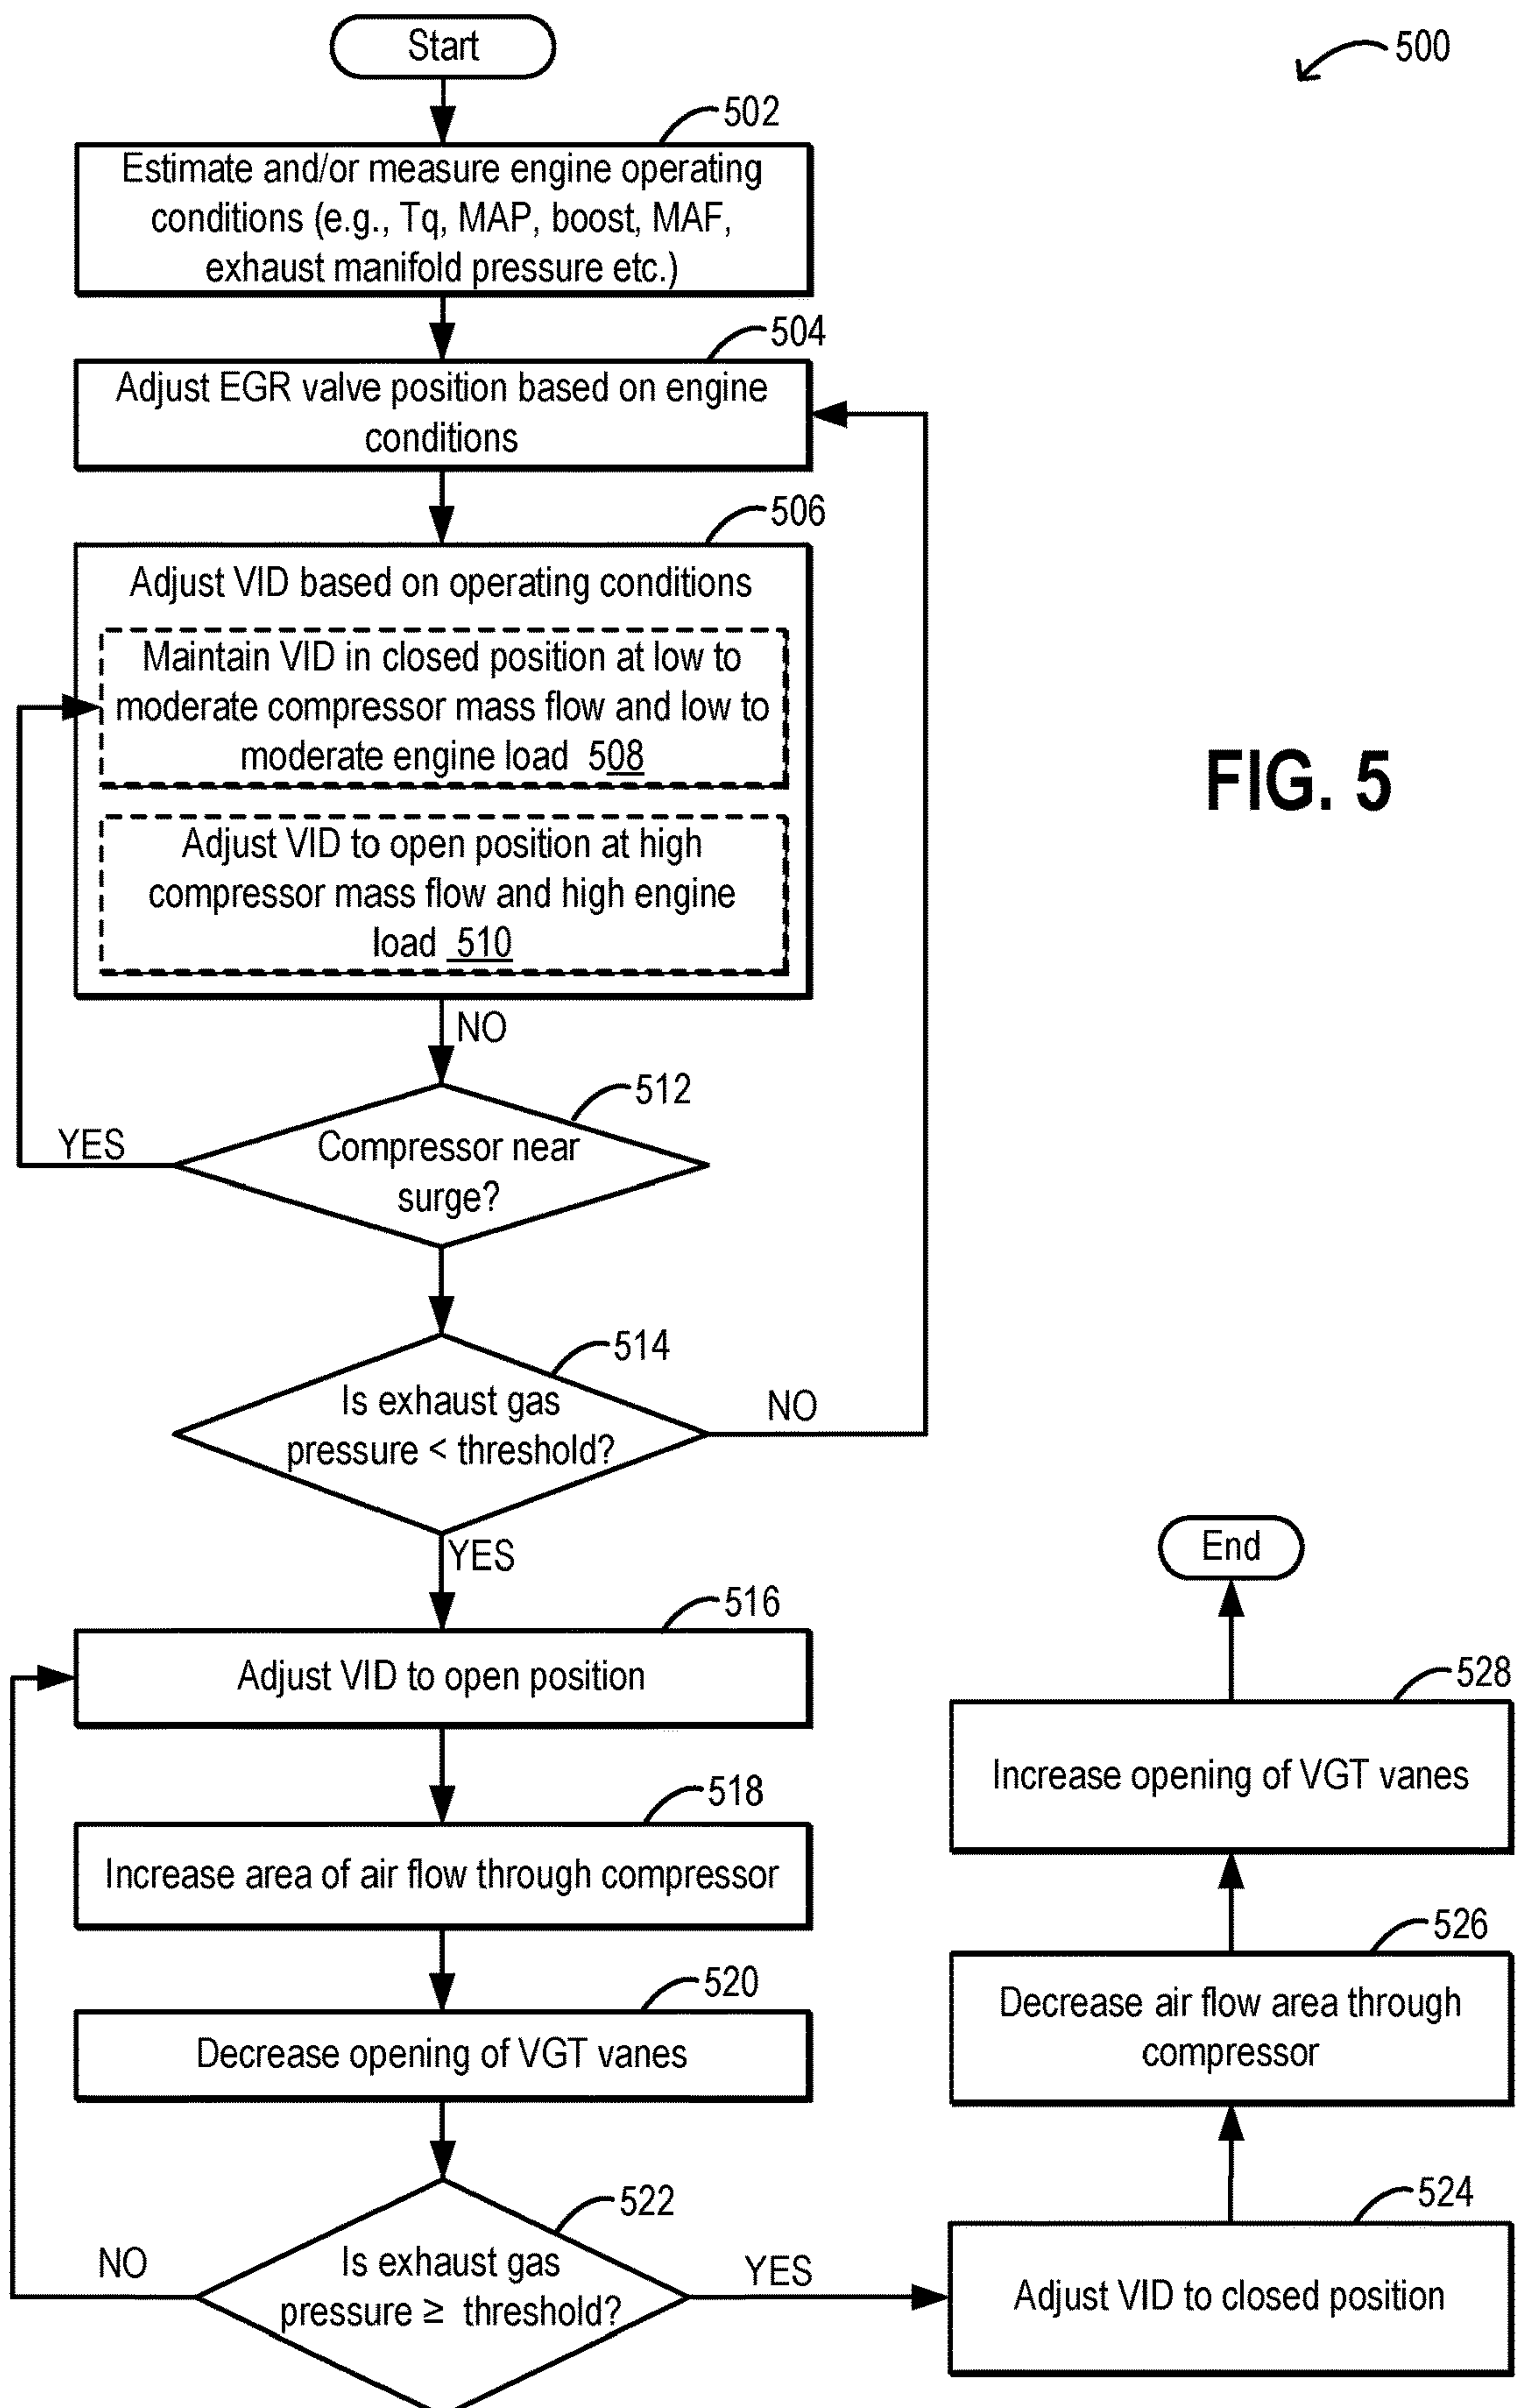 Start
500
502
Estimate and/or measure engine operating
conditions (e.g., Tq, MAP, boost, MAF,
exhaust manifold pressure etc.)
504
Adjust EGR valve position based on engine
conditions
506
Adjust VID based on operating conditions
Maintain VID in closed position at low to
moderate compressor mass flow and low to
moderate engine load 508
FIG. 5
Adjust VID to open position at high
compressor mass flow and high engine
load 510
NO
512
YES
Compressor near
surge?
514
Is exhaust gas
pressure < threshold?
NO
YES
516
Adjust VID to open position
518
Increase area of air flow through compressor
520
Decrease opening of VGT vanes
522
Is exhaust gas
pressure ≥ threshold?
NO
YES
524
Adjust VID to closed position
526
Decrease air flow area through
compressor
528
Increase opening of VGT vanes
End